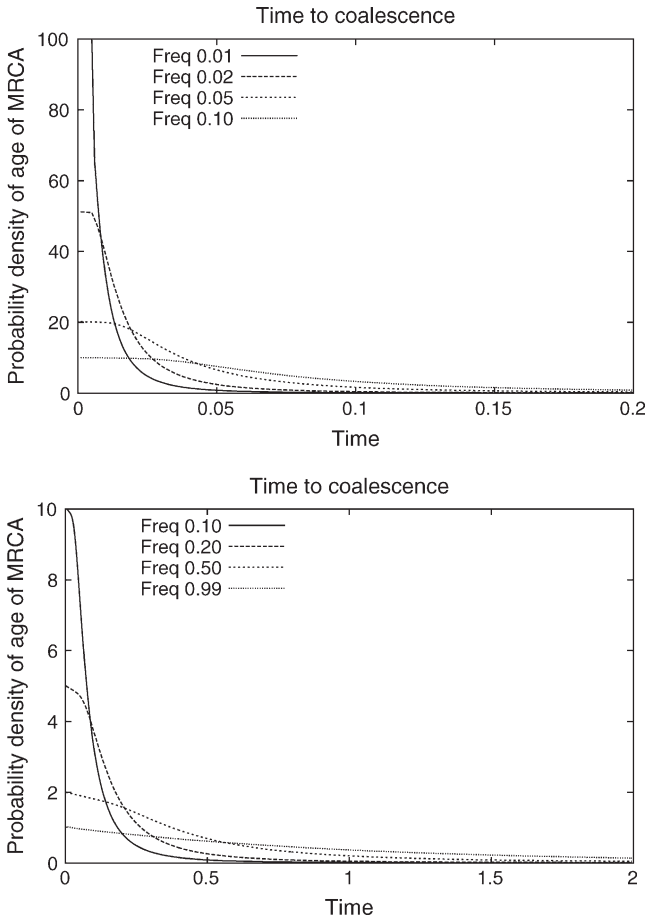 Time to coalescence
Probability density of age of MRCA
100
80
60
40
20
0
Freq 0.01
Freq 0.02
Freq 0.05
Freq 0.10
0 0.05 0.1 0.15 0.2
Time
Time to coalescence
Probability density of age of MRCA
10
8
6
4
2
0
Freq 0.10
Freq 0.20
Freq 0.50
Freq 0.99
0 0.5 1 1.5 2
Time